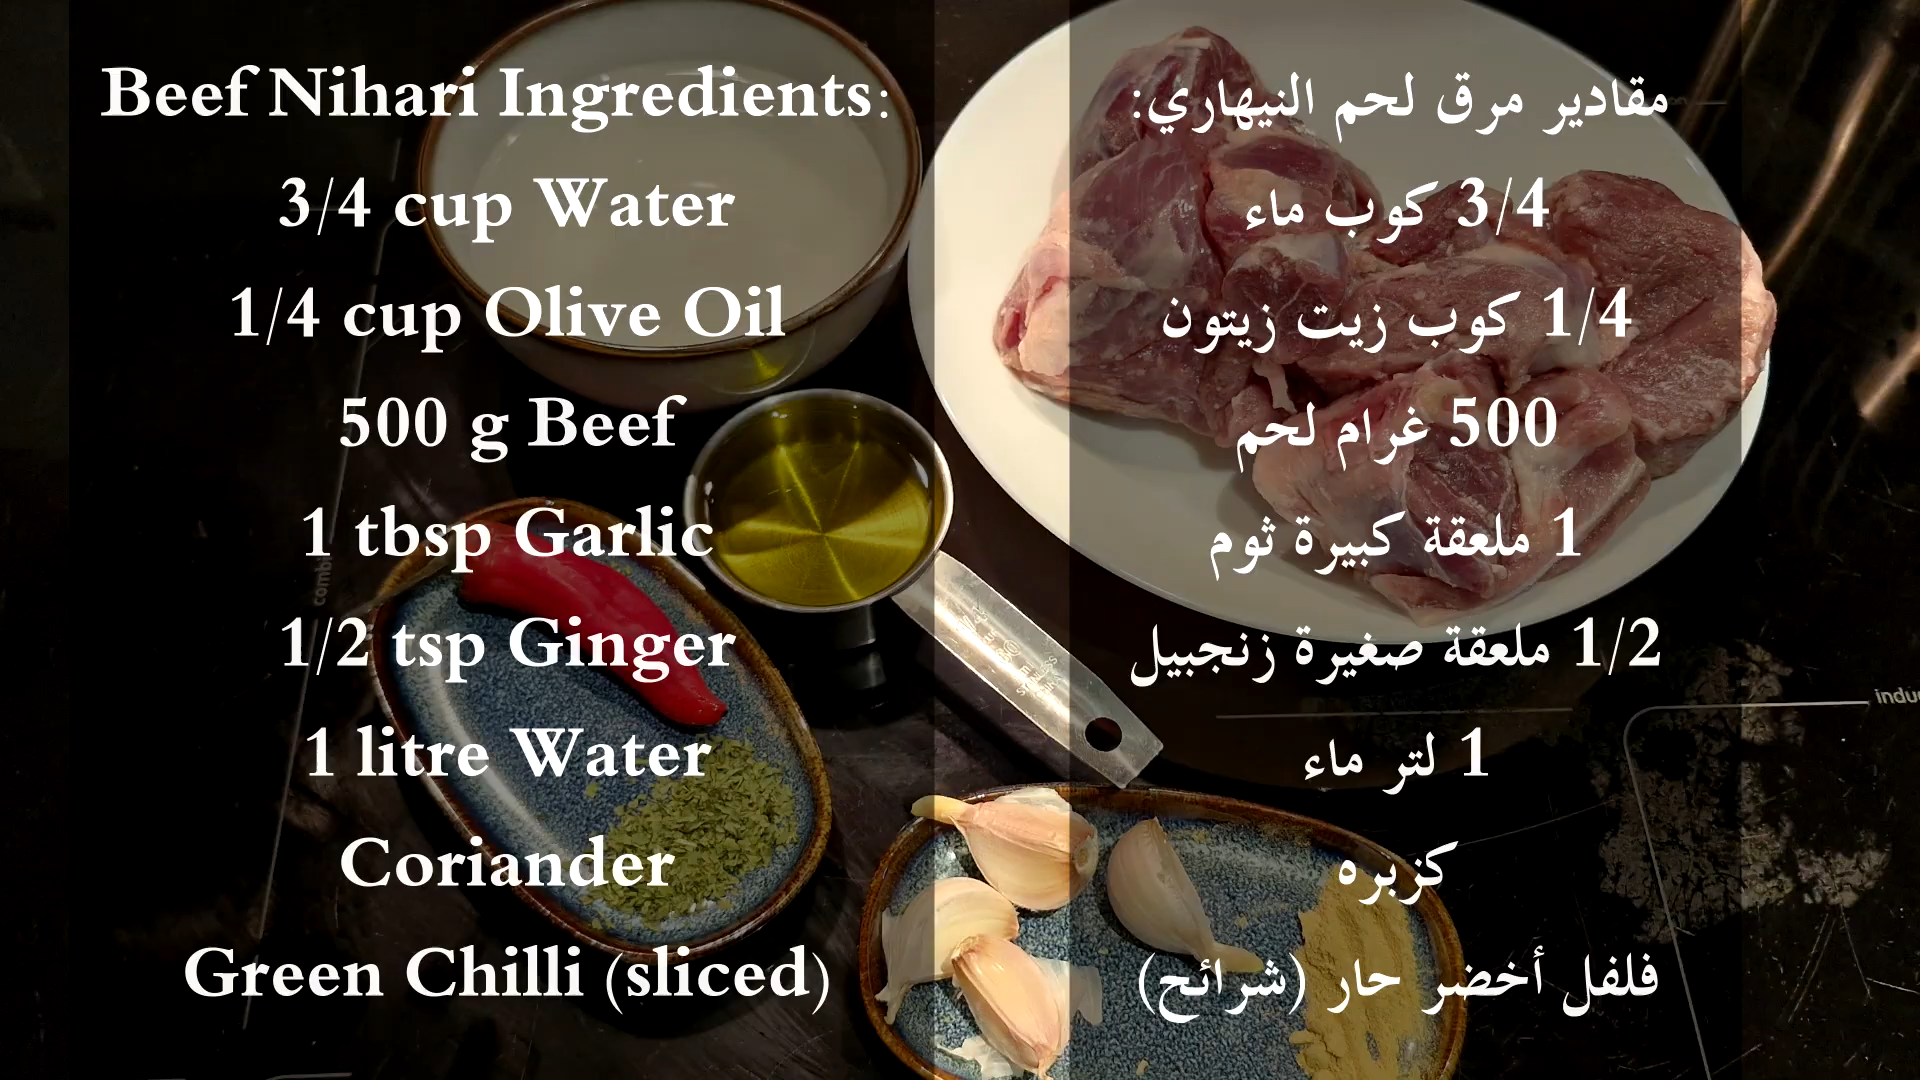 Beef Nihari Ingredients:
3/4 cup Water
1/4 cup Olive Oil
500 g Beef
1 tbsp Garlic
1/2 tsp Ginger
1 litre Water
Coriander
Green Chilli (sliced)
مقادير مرق لحم النيهاري:
3/4 كوب ماء
1/4 كوب زيت زيتون
500 غرام لحم
1 ملعقة كبيرة ثوم
1/2 ملعقة صغيرة زنجبيل
1 لتر ماء
كزبره
فلفل أخضر حار (شرائح)